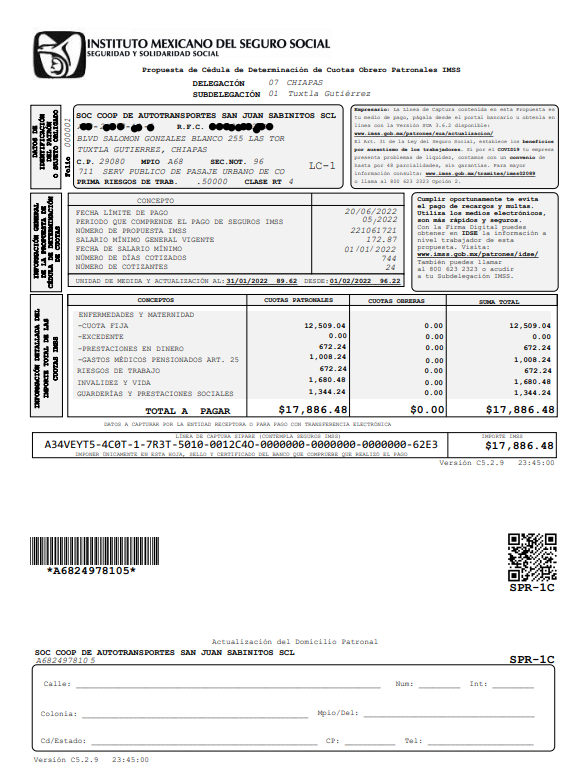 INSTITUTO MEXICANO DEL SEGURO SOCIAL
SEGURIDAD Y SOLIDARIDAD SOCIAL
Propuesta de Cédula de Determinación de Cuotas Obrero Patronales IMSS
DELEGACIÓN 07 CHIAPAS
SUBDELEGACIÓN 01 Tuxtla Gutiérrez
DATOS DE IDENTIFICACIÓN DEL PATRÓN O SUJETO OBLIGADO
Folio 000001
SOC COOP DE AUTOTRANSPORTES SAN JUAN SABINITOS SCL
R.F.C.
BLVD SALOMON GONZALEZ BLANCO 255 LAS TOR
TUXTLA GUTIERREZ, CHIAPAS
C.P. 29080 MPIO A68 SEC.NOT. 96
LC-1
711 SERV PUBLICO DE PASAJE URBANO DE CO
PRIMA RIESGOS DE TRAB. .50000 CLASE RT 4
Empresario: La Línea de Captura contenida en esta Propuesta es
tu medio de pago, págala desde el portal bancario u obtenla en
línea con la Versión SUA 3.6.2 disponible:
www.imss.gob.mx/patrones/sua/actualizacion/
El Art. 31 de la Ley del Seguro Social, establece los beneficios
por ausentismo de los trabajadores. Si por el COVID19 tu empresa
presenta problemas de liquidez, contamos con un convenio de
hasta por 48 parcialidades, sin garantías. Para mayor
información consulta: www.imss.gob.mx/tramites/imss02089
o llama al 800 623 2323 Opción 2.
INFORMACIÓN GENERAL DE LA PROPUESTA DE CÉDULA DE DETERMINACIÓN DE CUOTAS
CONCEPTO
FECHA LÍMITE DE PAGO 20/06/2022
PERIODO QUE COMPRENDE EL PAGO DE SEGUROS IMSS 05/2022
NÚMERO DE PROPUESTA IMSS 221061721
SALARIO MÍNIMO GENERAL VIGENTE 172.87
FECHA DE SALARIO MÍNIMO 01/01/2022
NÚMERO DE DÍAS COTIZADOS 744
NÚMERO DE COTIZANTES 24
UNIDAD DE MEDIDA Y ACTUALIZACIÓN AL: 31/01/2022 89.62 DESDE: 01/02/2022 96.22
Cumplir oportunamente te evita
el pago de recargos y multas.
Utiliza los medios electrónicos,
son más rápidos y seguros.
Con la Firma Digital puedes
obtener en IDSE la información a
nivel trabajador de esta
propuesta. Visita:
www.imss.gob.mx/patrones/idse/
También puedes llamar
al 800 623 2323 o acudir
a tu Subdelegación IMSS.
INFORMACIÓN DETALLADA DEL IMPORTE TOTAL DE LAS CUOTAS IMSS
CONCEPTOS CUOTAS PATRONALES CUOTAS OBRERAS SUMA TOTAL
ENFERMEDADES Y MATERNIDAD
-CUOTA FIJA 12,509.04 0.00 12,509.04
-EXCEDENTE 0.00 0.00 0.00
-PRESTACIONES EN DINERO 672.24 0.00 672.24
-GASTOS MÉDICOS PENSIONADOS ART. 25 1,008.24 0.00 1,008.24
RIESGOS DE TRABAJO 672.24 0.00 672.24
INVALIDEZ Y VIDA 1,680.48 0.00 1,680.48
GUARDERÍAS Y PRESTACIONES SOCIALES 1,344.24 0.00 1,344.24
TOTAL A PAGAR $17,886.48 $0.00 $17,886.48
DATOS A CAPTURAR POR LA ENTIDAD RECEPTORA O PARA PAGO CON TRANSFERENCIA ELECTRÓNICA
LÍNEA DE CAPTURA SIPARE (CONTEMPLA SEGUROS IMSS) IMPORTE IMSS
A34VEYT5-4C0T-1-7R3T-5010-0012C4O-0000000-0000000-0000000-62E3 $17,886.48
IMPONER ÚNICAMENTE EN ESTA HOJA, SELLO Y CERTIFICADO DEL BANCO QUE COMPRUEBE QUE REALIZÓ EL PAGO
Versión C5.2.9 23:45:00
*A6824978105*
SPR-1C
Actualización del Domicilio Patronal
SOC COOP DE AUTOTRANSPORTES SAN JUAN SABINITOS SCL
A682497810 5
SPR-1C
Calle: Num: Int:
Colonia: Mpio/Del:
Cd/Estado: CP: Tel:
Versión C5.2.9 23:45:00